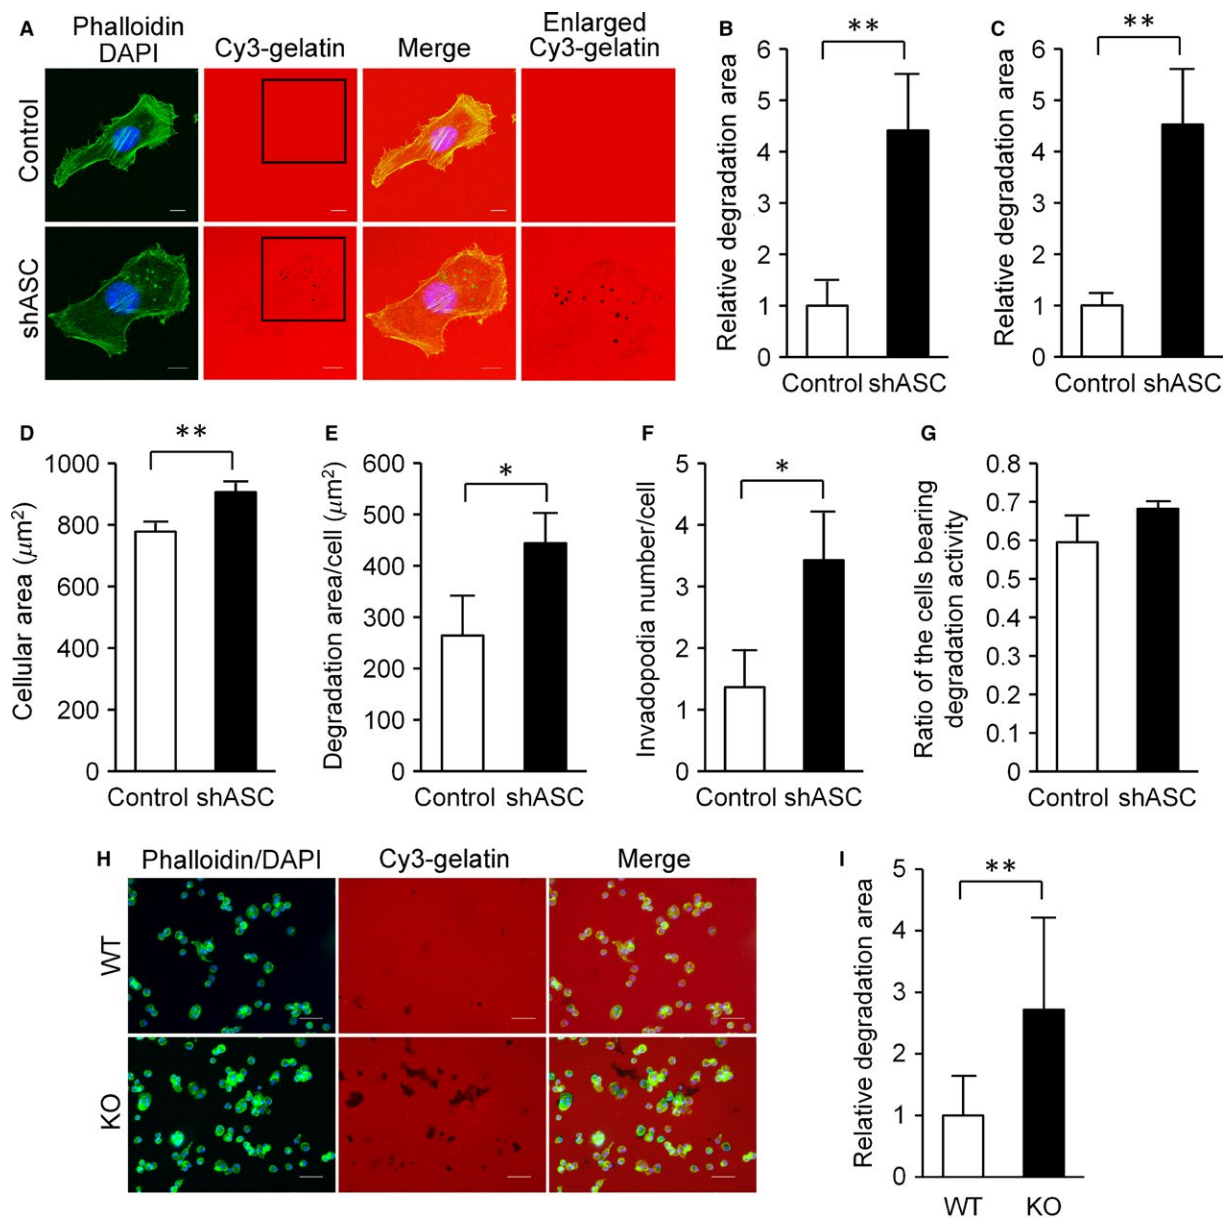 A
Phalloidin
DAPI
Cy3-gelatin
Merge
Enlarged
Cy3-gelatin
Control
shASC
B
**
Relative degradation area
6
5
4
3
2
1
0
Control shASC
C
**
Relative degradation area
6
5
4
3
2
1
0
Control shASC
D
**
Cellular area (μm²)
1000
800
600
400
200
0
Control shASC
E
*
Degradation area/cell (μm²)
600
500
400
300
200
100
0
Control shASC
F
*
Invadopodia number/cell
5
4
3
2
1
0
Control shASC
G
Ratio of the cells bearing
degradation activity
0.8
0.7
0.6
0.5
0.4
0.3
0.2
0.1
0
Control shASC
H
Phalloidin/DAPI
Cy3-gelatin
Merge
WT
KO
I
**
Relative degradation area
5
4
3
2
1
0
WT KO